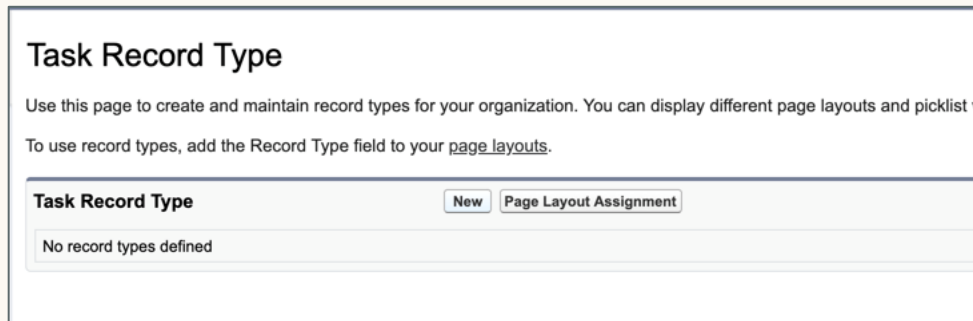 Task Record Type
Use this page to create and maintain record types for your organization. You can display different page layouts and picklist
To use record types, add the Record Type field to your page layouts.
Task Record Type New Page Layout Assignment
No record types defined